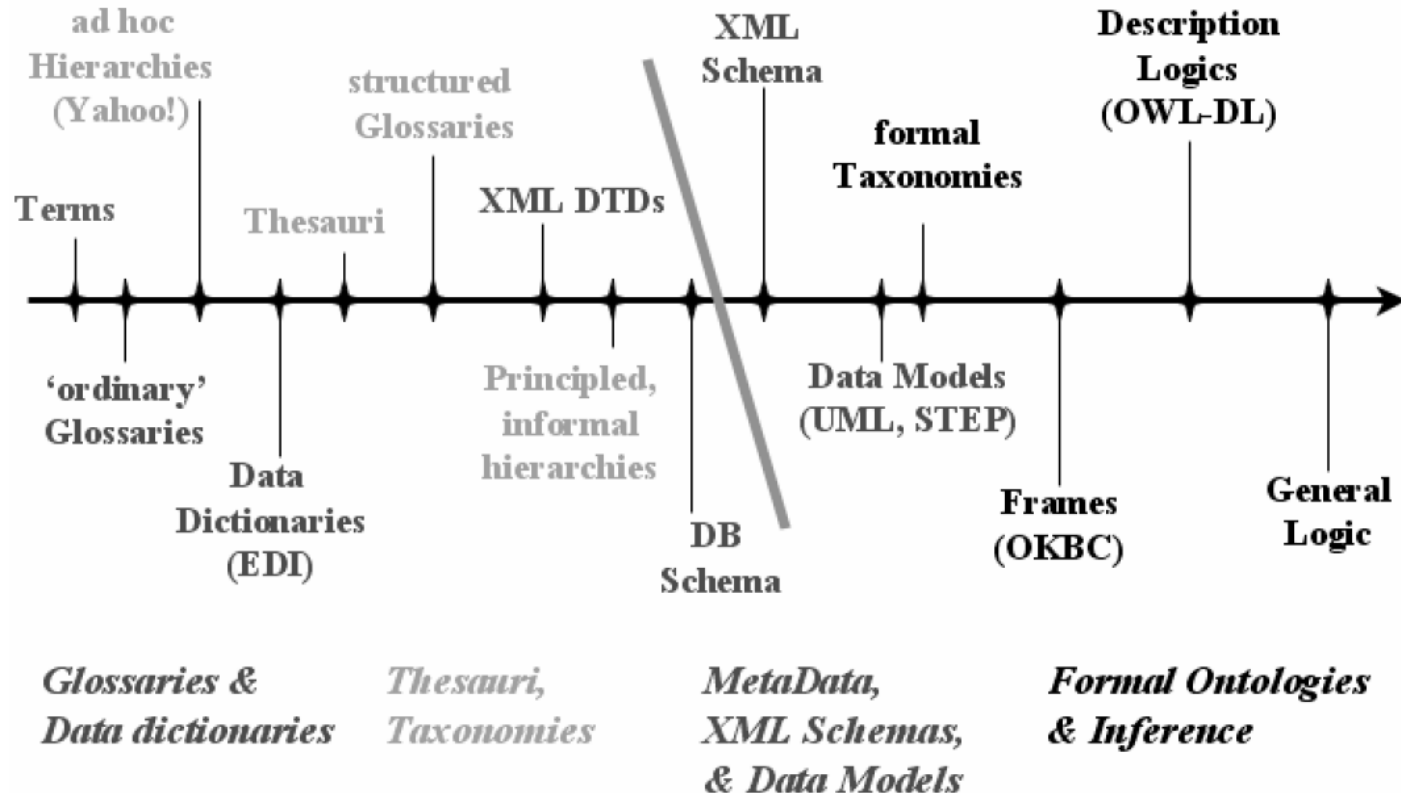 ad hoc
Hierarchies
(Yahoo!)
structured
Glossaries
XML
Schema
Description
Logics
(OWL-DL)
formal
Taxonomies
Terms
Thesauri
XML DTDs
‘ordinary’
Glossaries
Data
Dictionaries
(EDI)
Principled,
informal
hierarchies
DB
Schema
Data Models
(UML, STEP)
Frames
(OKBC)
General
Logic
Glossaries &
Data dictionaries
Thesauri,
Taxonomies
MetaData,
XML Schemas,
& Data Models
Formal Ontologies
& Inference